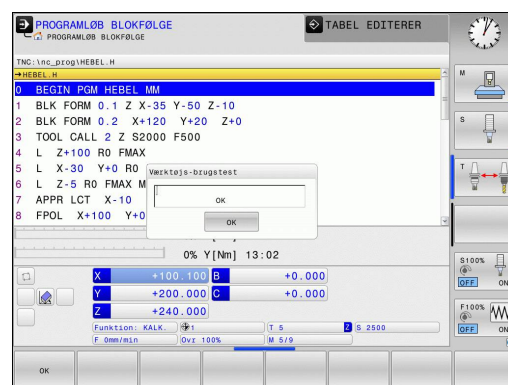 PROGRAMLØB BLOKFØLGE
PROGRAMLØB BLOKFØLGE
TABEL EDITERER
TNC:\nc_prog\HEBEL.H
→HEBEL.H
0 BEGIN PGM HEBEL MM
1 BLK FORM 0.1 Z X-35 Y-50 Z-10
2 BLK FORM 0.2 X+120 Y+20 Z+0
3 TOOL CALL 2 Z S2000 F500
4 L Z+100 R0 FMAX
5 L X-30 Y+0 R0
6 L Z-5 R0 FMAX M
7 APPR LCT X-10
8 FPOL X+100 Y+0
Værktøjs-brugstest
OK
OK
0% Y[Nm] 13:02
X +100.100 B +0.000
Y +200.000 C +0.000
Z +240.000
Funktion: KALK. 1 T 5 Z S 2500
F 0mm/min Ovr 100% M 5/9
OK
M
S
T
S100%
OFF ON
F100%
OFF ON